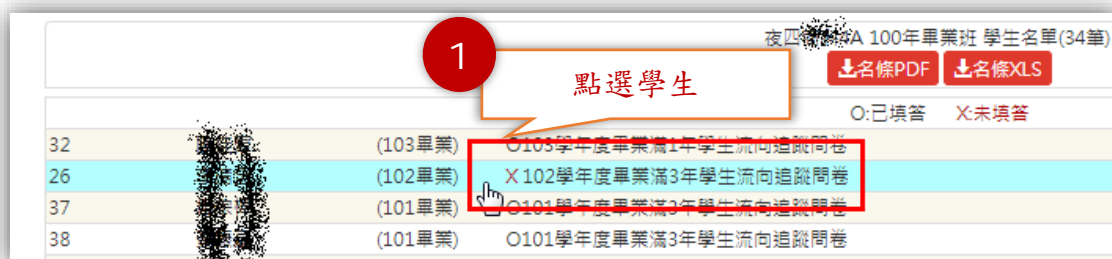 夜四 A 100年畢業班 學生名單(34筆)
1
點選學生
名條PDF 名條XLS
O:已填答 X:未填答
32 (103畢業) O103學年度畢業滿1年學生流向追蹤問卷
26 (102畢業) X 102學年度畢業滿3年學生流向追蹤問卷
37 (101畢業) O101學年度畢業滿3年學生流向追蹤問卷
38 (101畢業) O101學年度畢業滿3年學生流向追蹤問卷